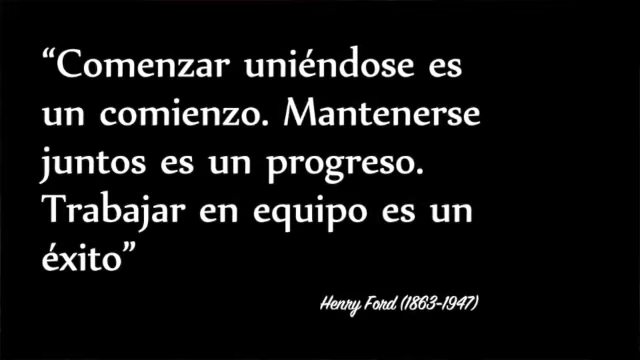 “Comenzar uniéndose es
un comienzo. Mantenerse
juntos es un progreso.
Trabajar en equipo es un
éxito”
Henry Ford (1863-1947)